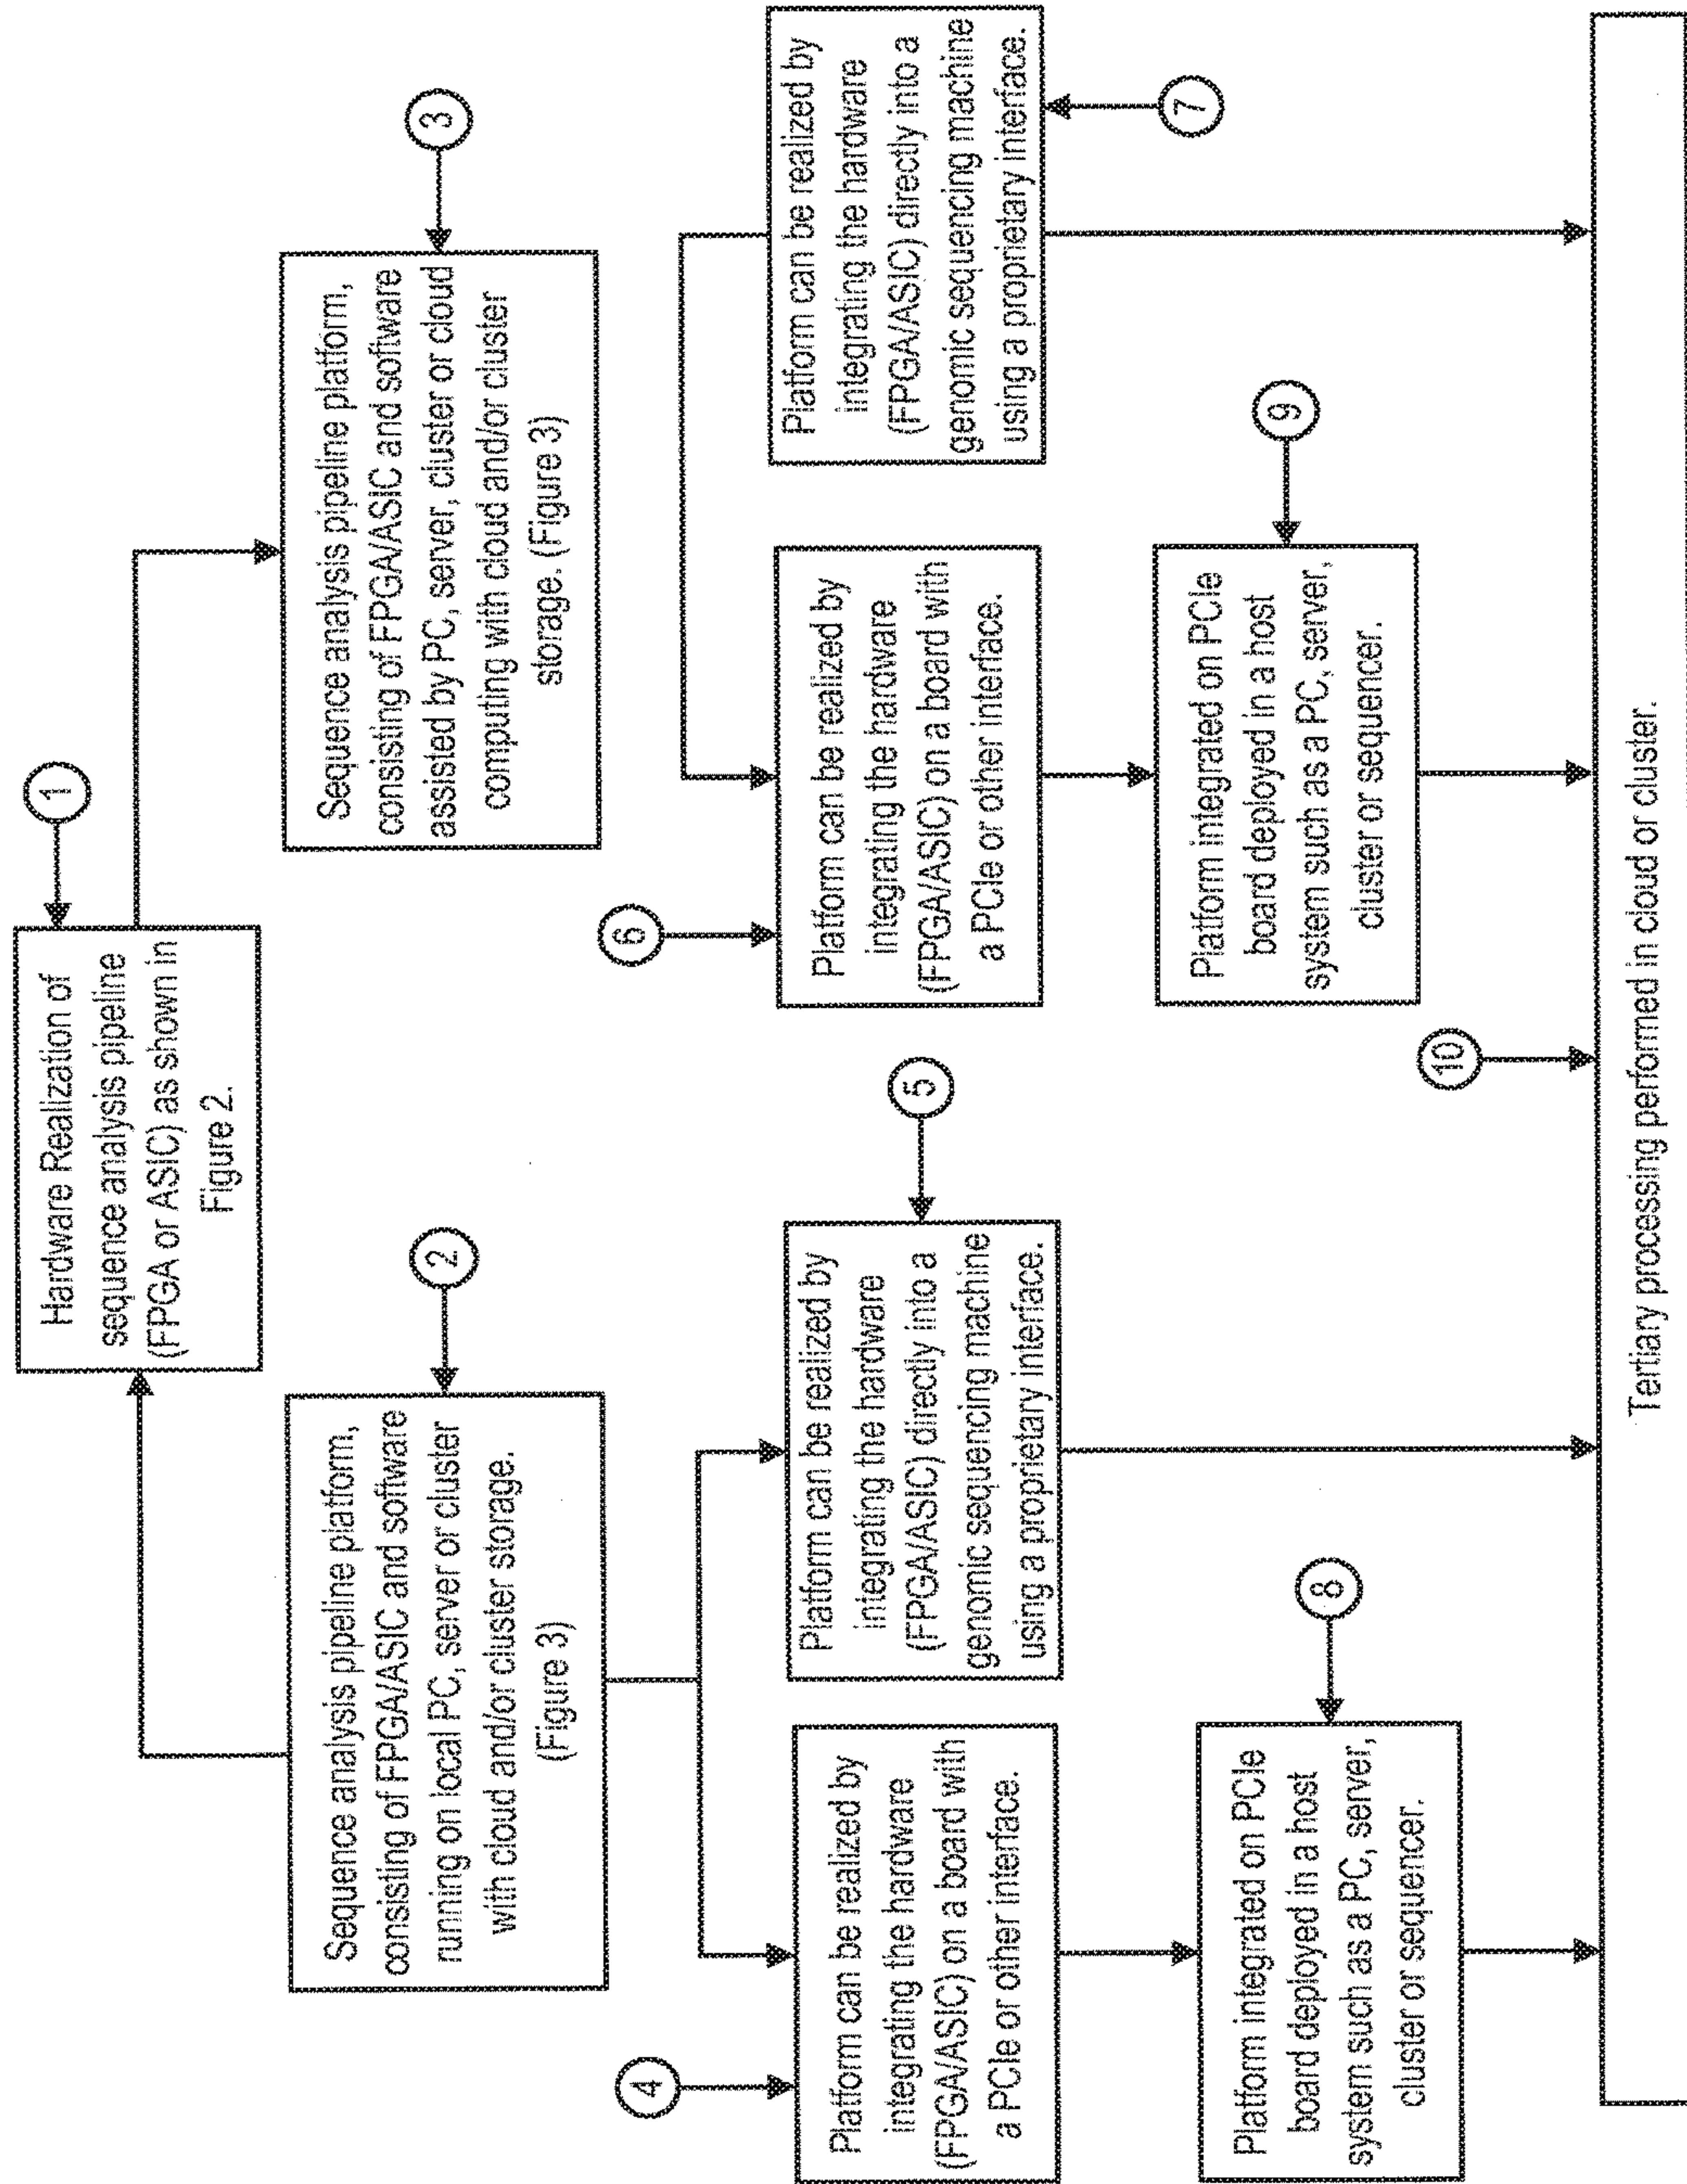 1
Hardware Realization of
sequence analysis pipeline
(FPGA or ASIC) as shown in
Figure 2.
2
Sequence analysis pipeline platform,
consisting of FPGA/ASIC and software
running on local PC, server or cluster
with cloud and/or cluster storage.
(Figure 3)
3
Sequence analysis pipeline platform,
consisting of FPGA/ASIC and software
assisted by PC, server, cluster or cloud
computing with cloud and/or cluster
storage. (Figure 3)
4
Platform can be realized by
integrating the hardware
(FPGA/ASIC) on a board with
a PCIe or other interface.
5
Platform can be realized by
integrating the hardware
(FPGA/ASIC) directly into a
genomic sequencing machine
using a proprietary interface.
6
Platform can be realized by
integrating the hardware
(FPGA/ASIC) on a board with
a PCIe or other interface.
7
Platform can be realized by
integrating the hardware
(FPGA/ASIC) directly into a
genomic sequencing machine
using a proprietary interface.
8
Platform integrated on PCIe
board deployed in a host
system such as a PC, server,
cluster or sequencer.
9
Platform integrated on PCIe
board deployed in a host
system such as a PC, server,
cluster or sequencer.
10
Tertiary processing performed in cloud or cluster.